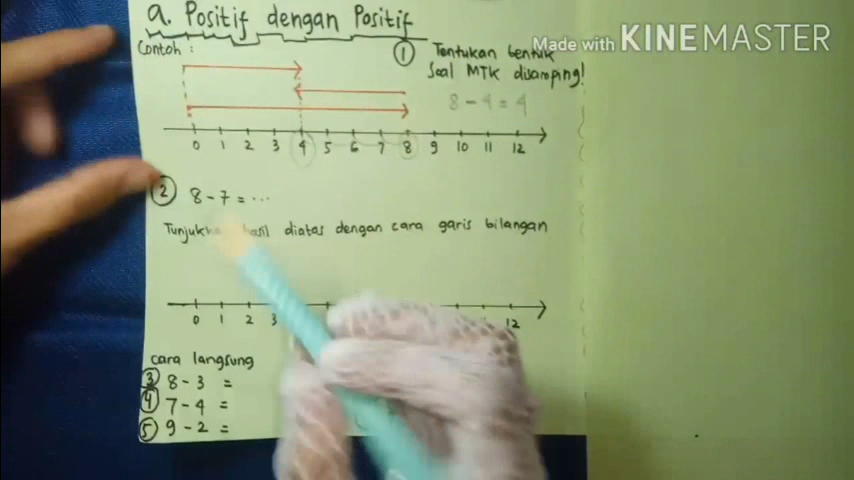 a. Positif dengan Positif
Contoh :
1 Tentukan bentuk
Soal MTK disamping!
8 - 4 = 4
0 1 2 3 4 5 6 7 8 9 10 11 12
2 8 - 7 = ...
hasil diatas dengan cara garis bilangan
0 1 2 3 12
cara langsung
3 8 - 3 =
4 7 - 4 =
5 9 - 2 =
Made with KINEMASTER